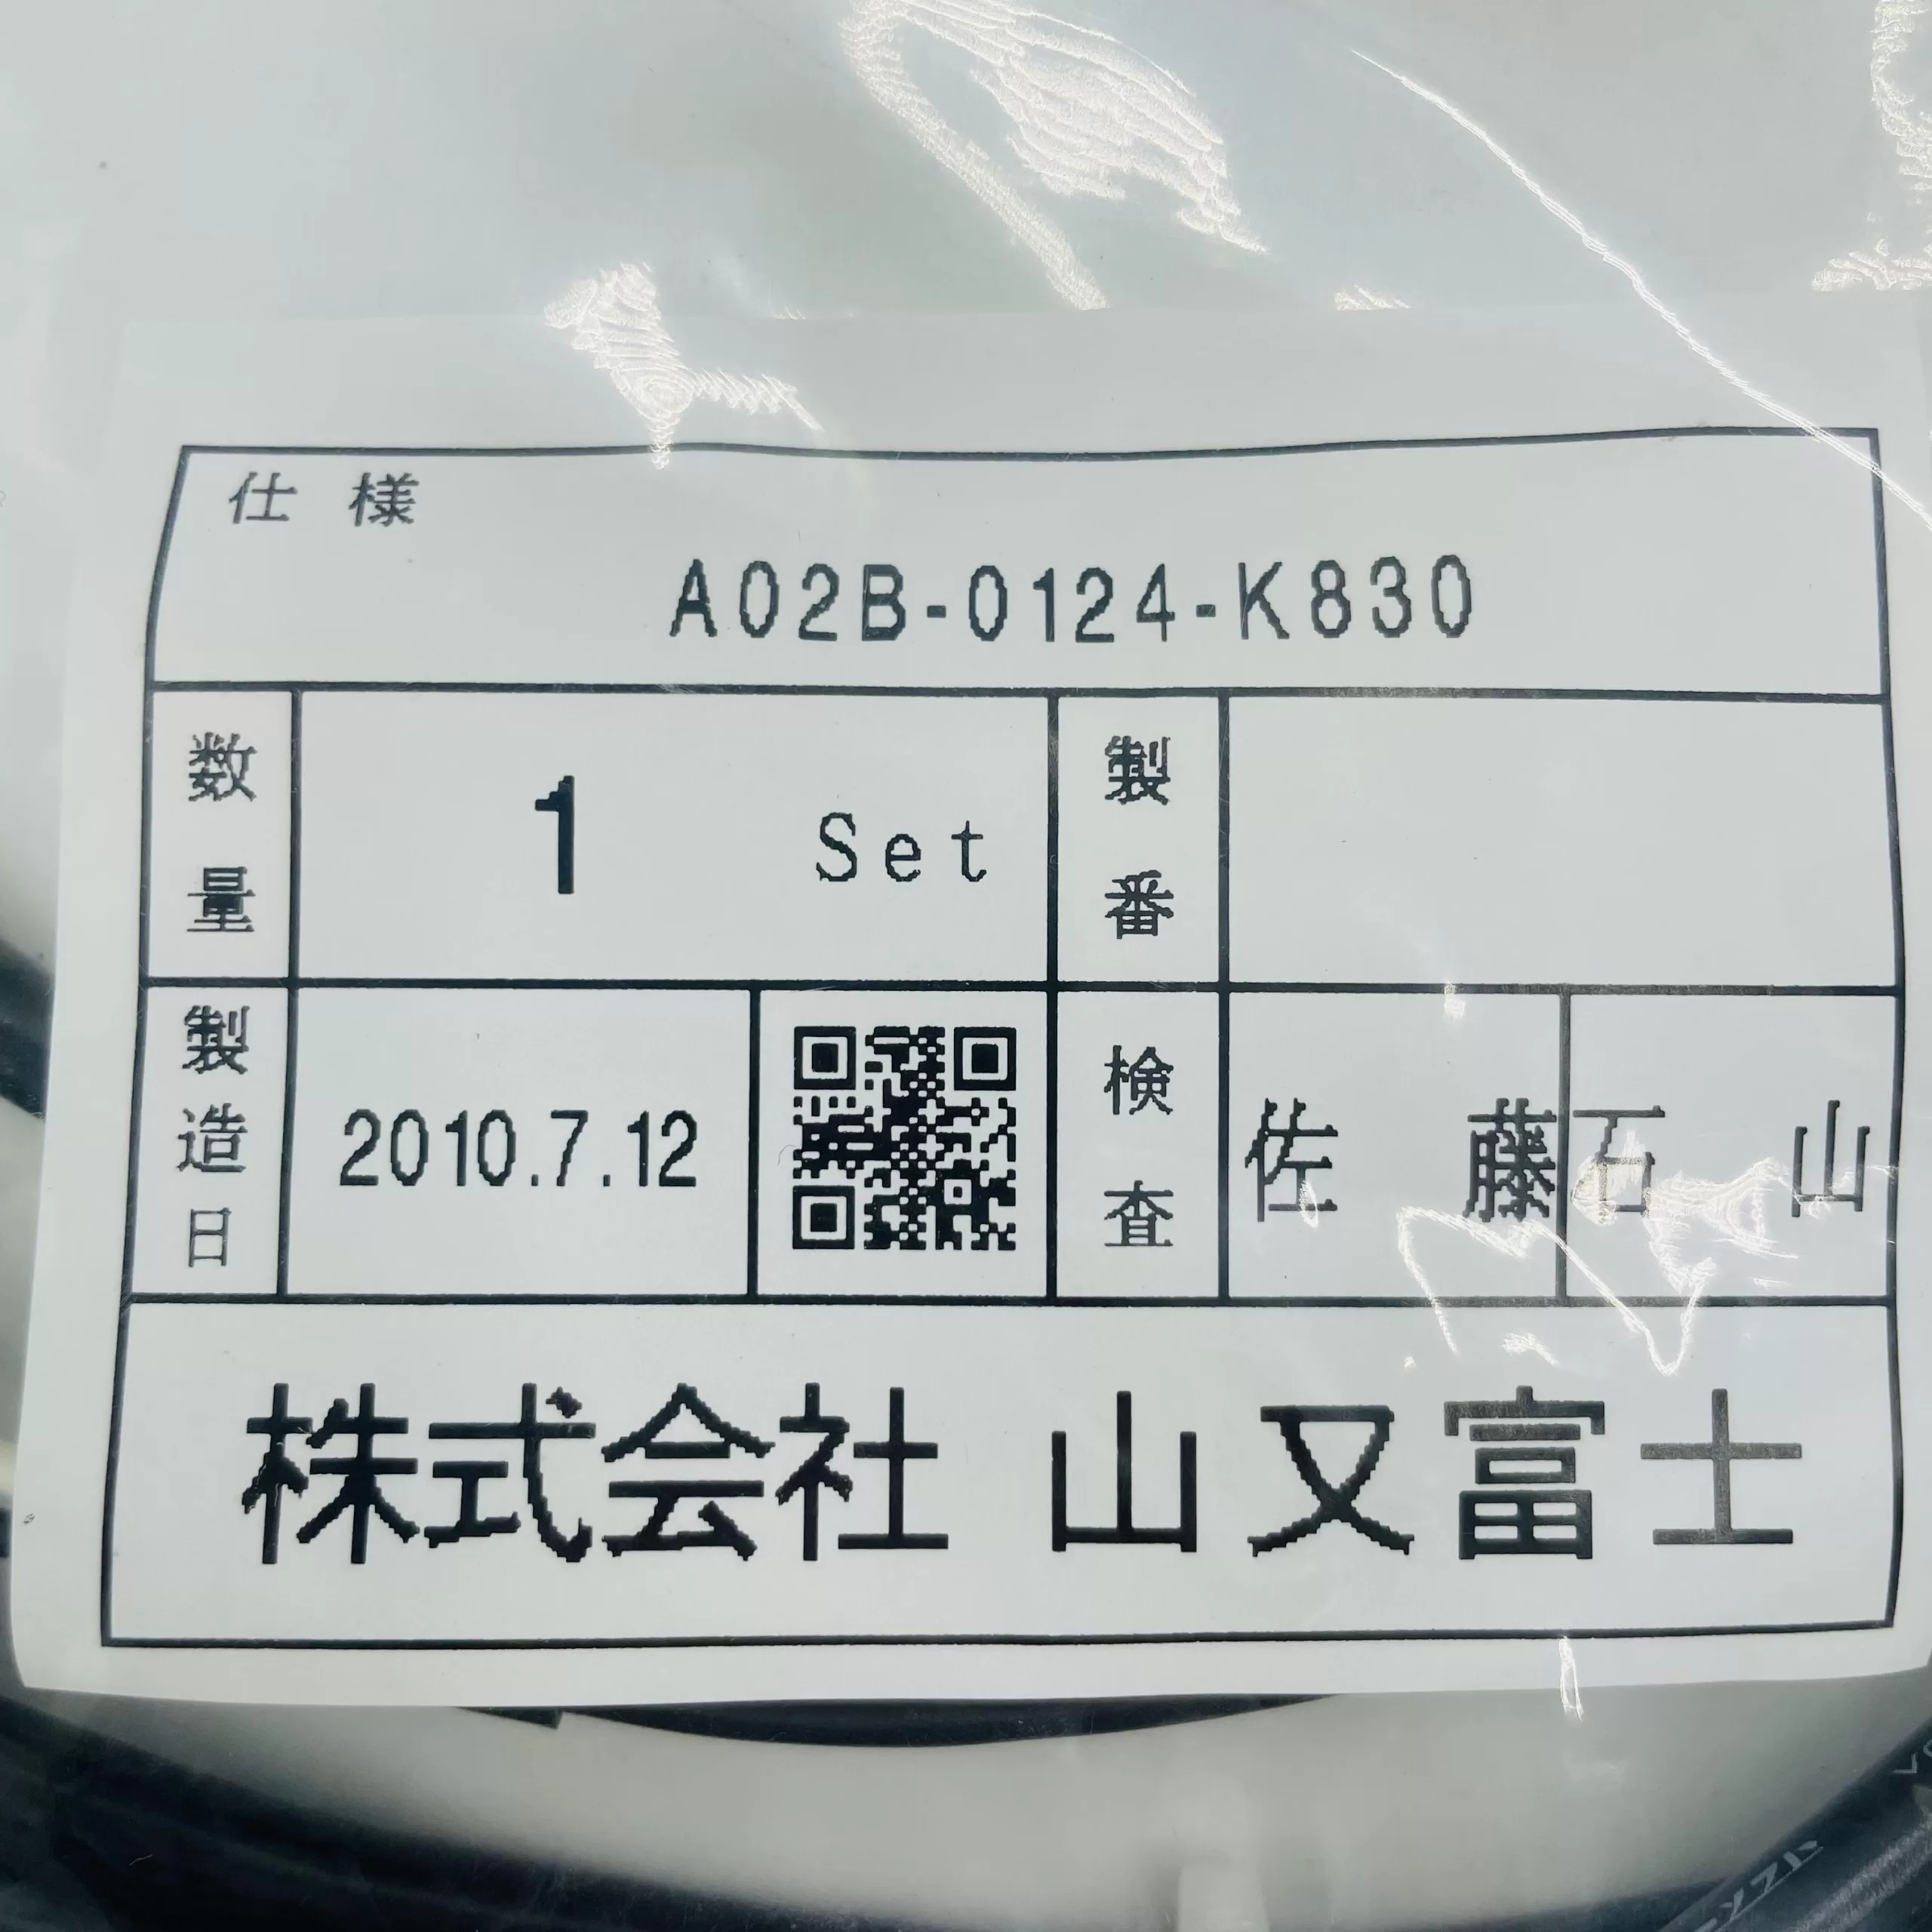 仕様
A02B-0124-K830
数量 1 Set 製番
製造日 2010.7.12 検査 佐藤 石山
株式会社 山又富士